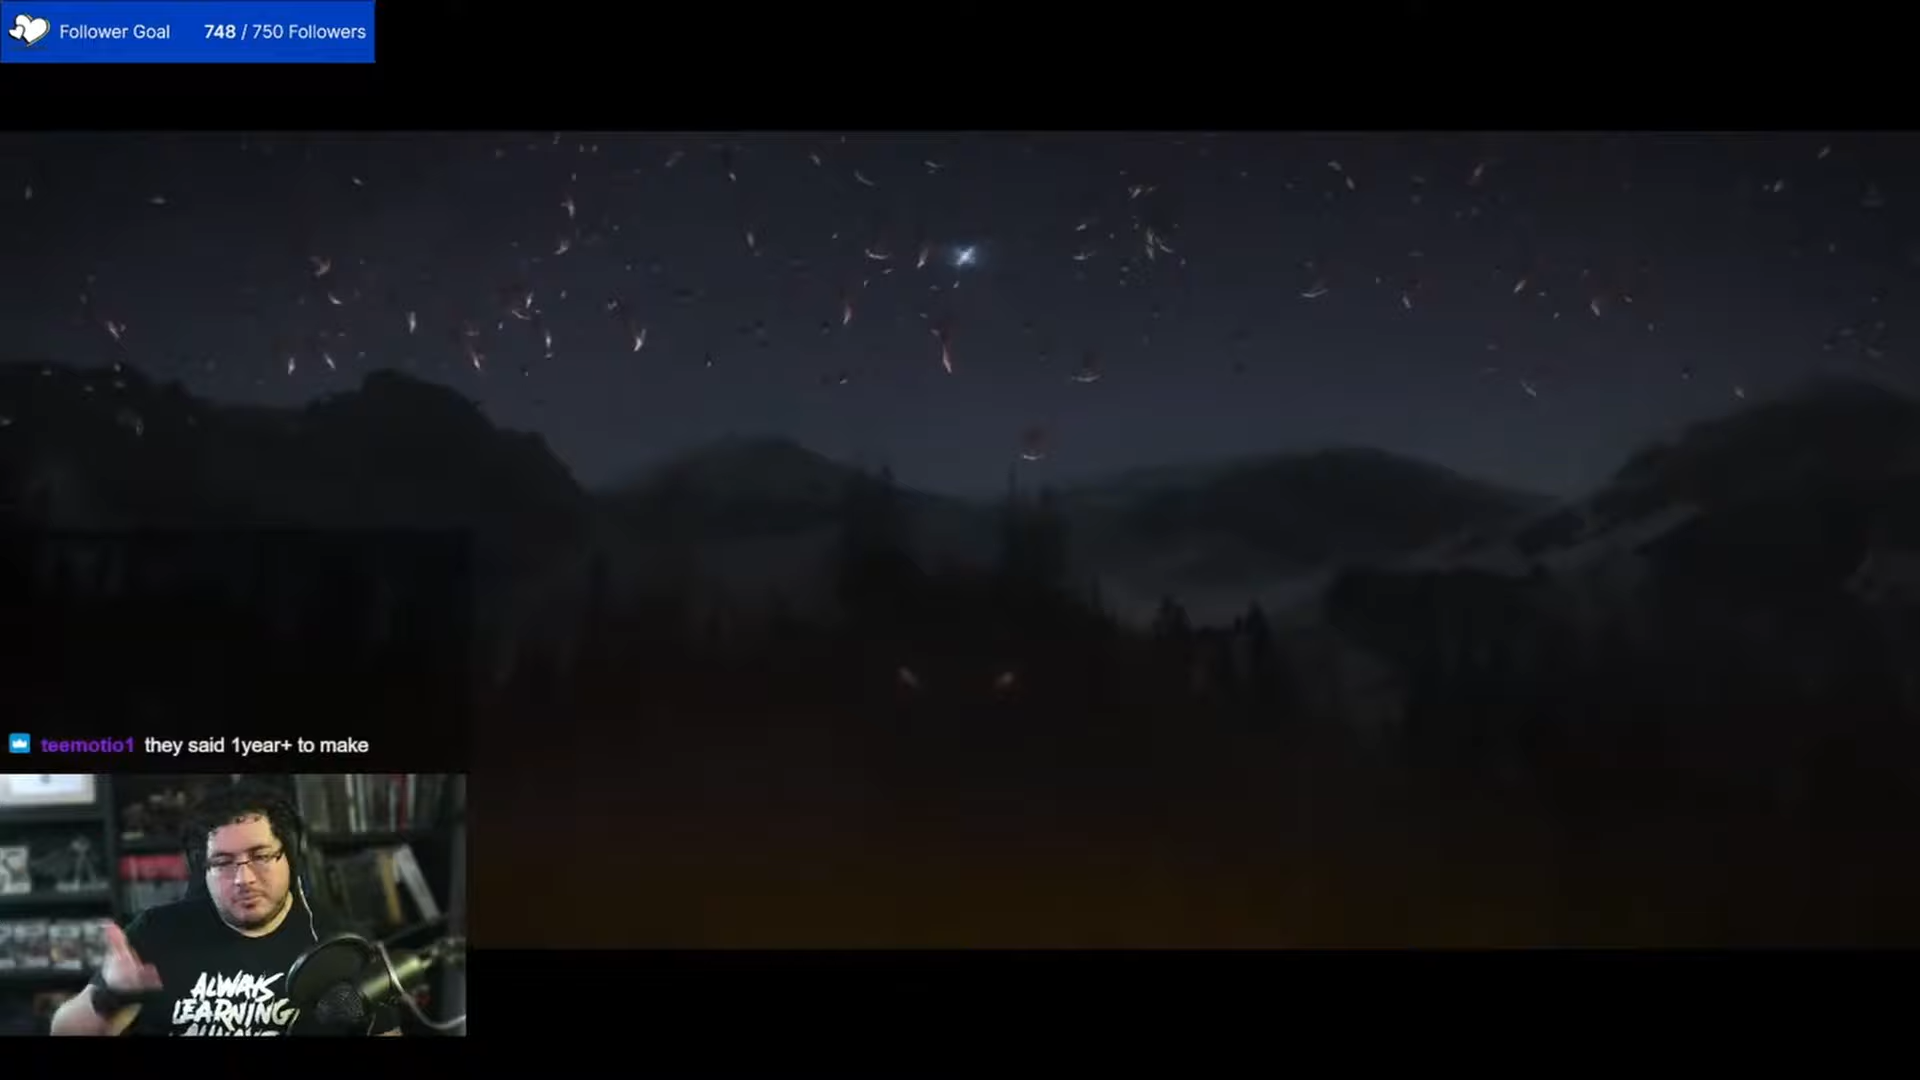 Follower Goal 748 / 750 Followers
teemotio1 they said 1year+ to make
ALWAYS
LEARNING